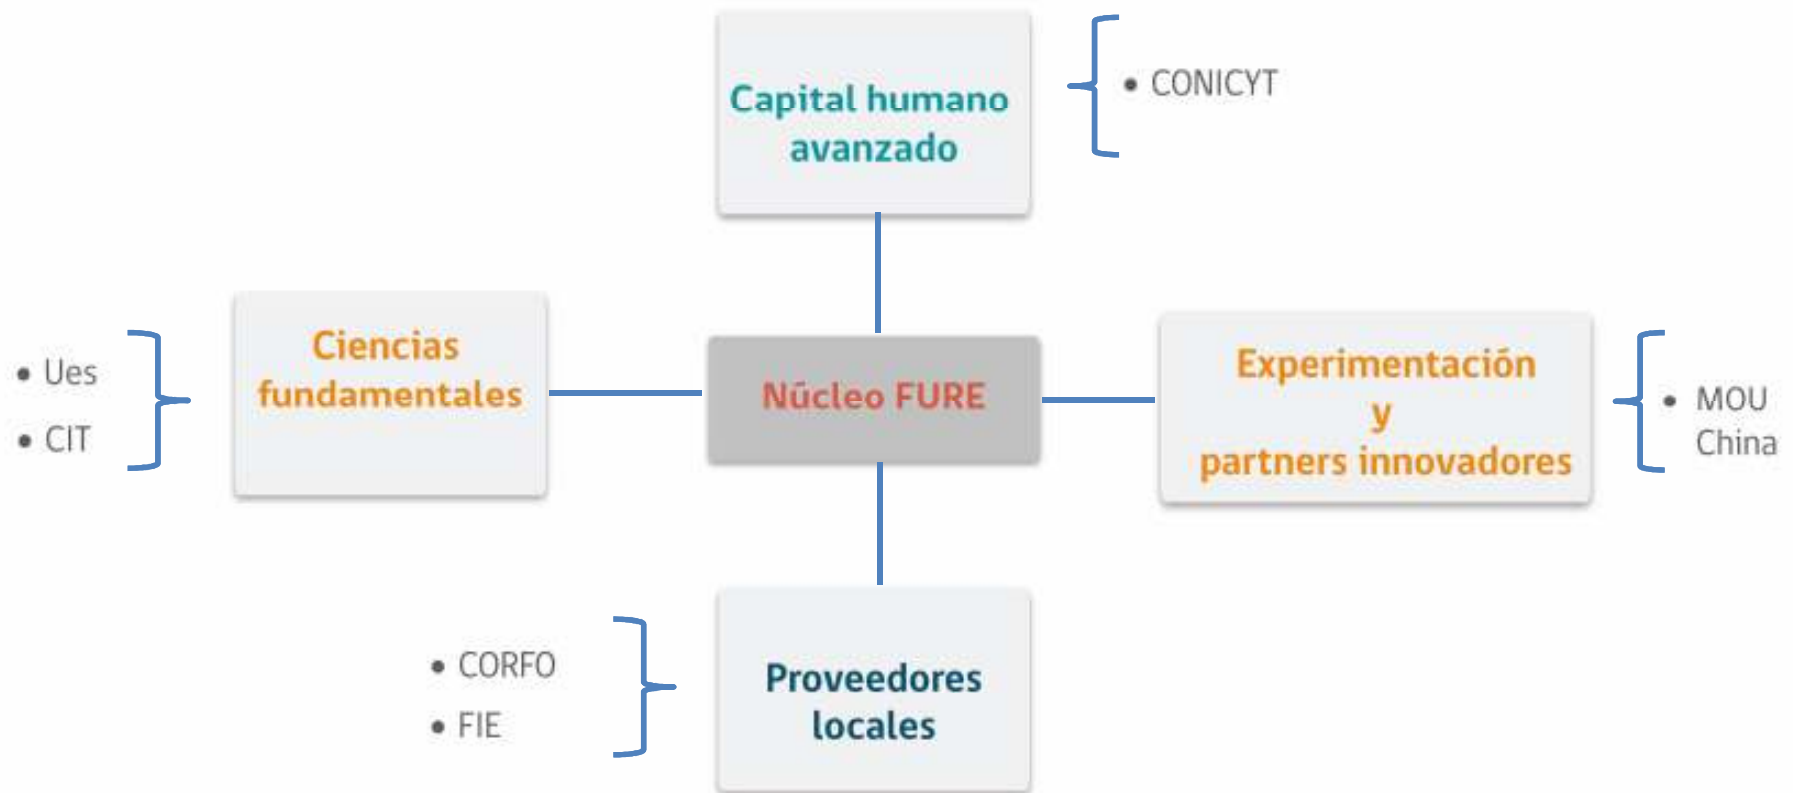 Capital humano
avanzado
• CONICYT
• Ues
• CIT
Ciencias
fundamentales
Núcleo FURE
Experimentación
y
partners innovadores
• MOU
China
• CORFO
• FIE
Proveedores
locales